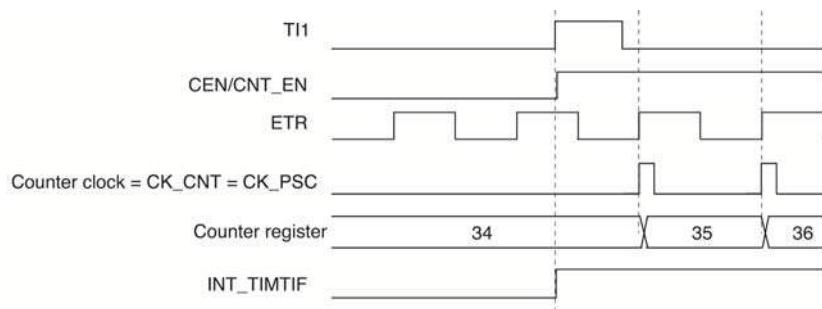 TI1
CEN/CNT_EN
ETR
Counter clock = CK_CNT = CK_PSC
Counter register 34 35 36
INT_TIMTIF